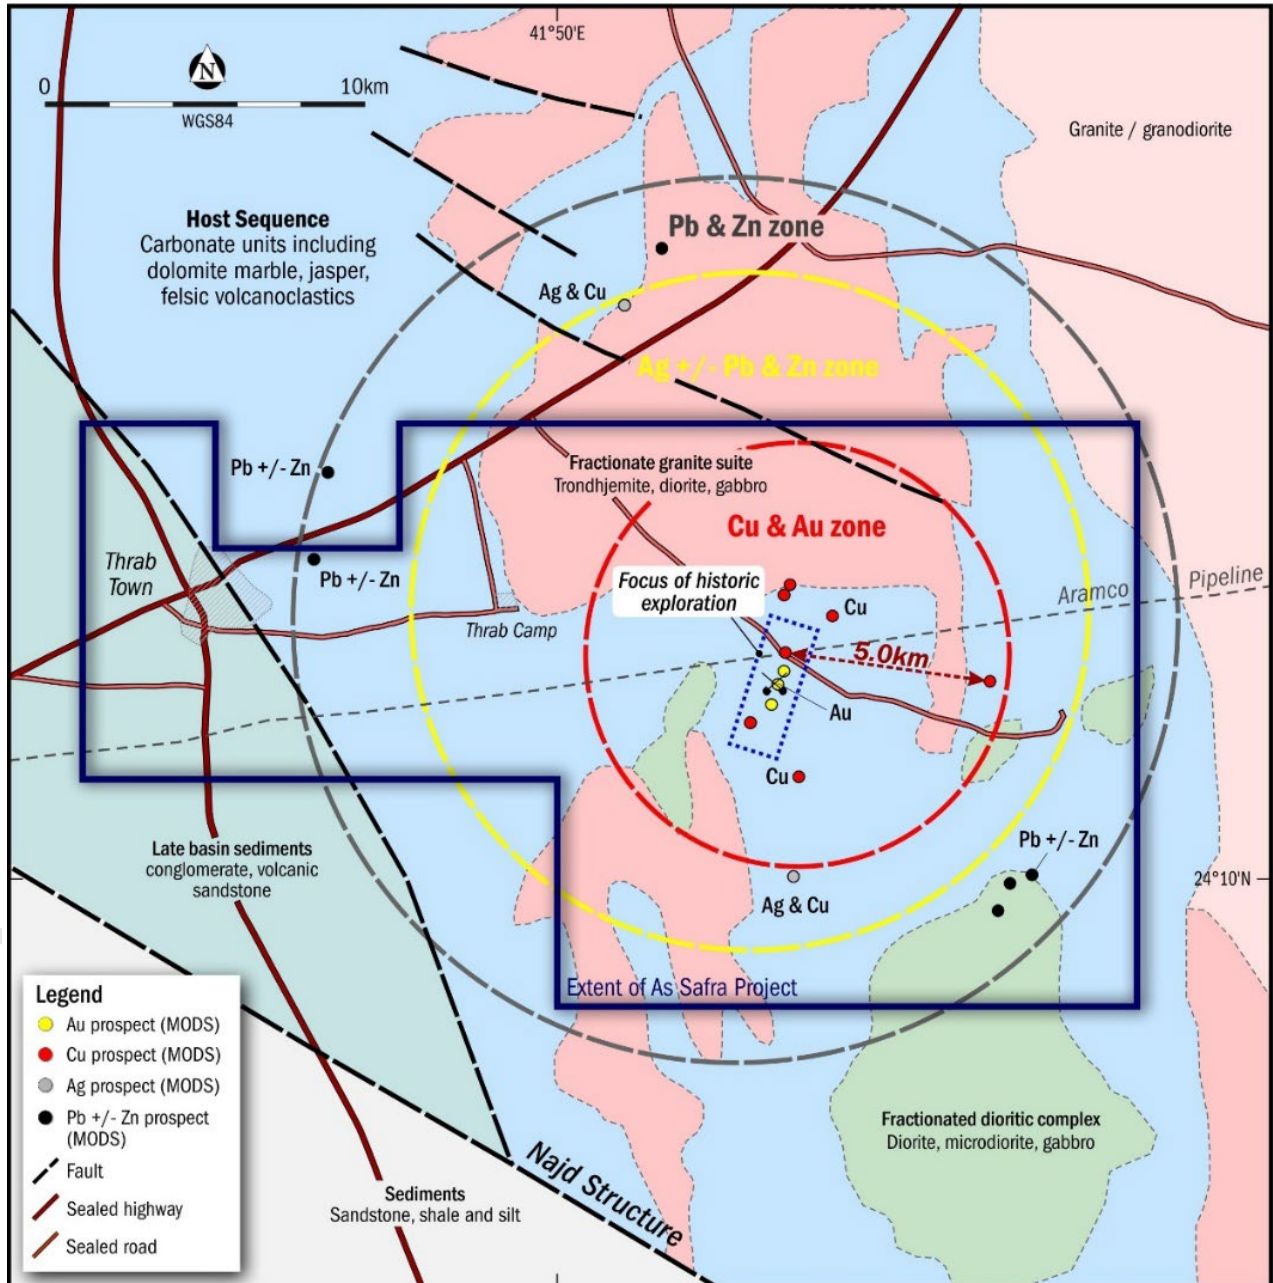 41°50'E
N
0
10km
WGS84
Granite / granodiorite
Host Sequence
Carbonate units including
dolomite marble, jasper,
felsic volcanoclastics
Pb & Zn zone
Ag & Cu
Ag +/- Pb & Zn zone
Pb +/- Zn
Fractionate granite suite
Trondhjemite, diorite, gabbro
Cu & Au zone
Thrab
Town
Pb +/- Zn
Focus of historic
exploration
Cu
Aramco
Pipeline
Thrab Camp
5.0km
Au
Cu
Late basin sediments
conglomerate, volcanic
sandstone
Pb +/- Zn
24°10'N
Ag & Cu
Extent of As Safra Project
Legend
Au prospect (MODS)
Cu prospect (MODS)
Ag prospect (MODS)
Pb +/- Zn prospect
(MODS)
Fault
Sealed highway
Sealed road
Fractionated dioritic complex
Diorite, microdiorite, gabbro
Najd Structure
Sediments
Sandstone, shale and silt